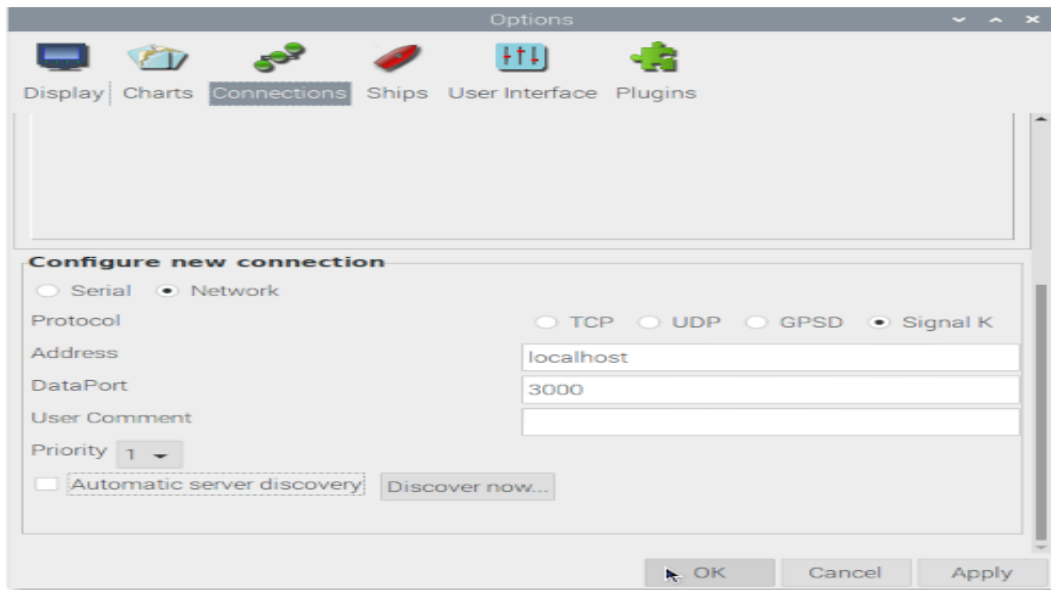 Options
Display Charts Connections Ships User Interface Plugins
Configure new connection
Serial Network
Protocol TCP UDP GPSD Signal K
Address localhost
DataPort 3000
User Comment
Priority 1
Automatic server discovery Discover now...
OK Cancel Apply